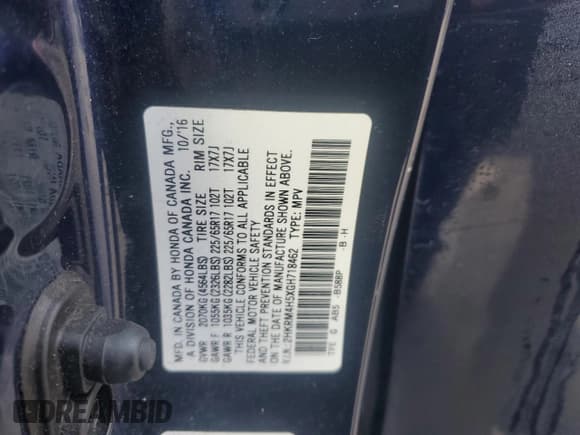 MFD. IN CANADA BY HONDA OF CANADA MFG.,
A DIVISION OF HONDA CANADA INC. 10/'16
GVWR 2070KG(4564LBS) TIRE SIZE RIM SIZE
GAWR F 1055KG(2326LBS) 225/65R17 102T 17X7J
GAWR R 1035KG(2282LBS) 225/65R17 102T 17X7J
THIS VEHICLE CONFORMS TO ALL APPLICABLE
FEDERAL MOTOR VEHICLE SAFETY
AND THEFT PREVENTION STANDARDS IN EFFECT
ON THE DATE OF MANUFACTURE SHOWN ABOVE.
V.I.N.:2HKRM4H5XGH718462 TYPE: MPV
TPE G ABS -B588P -B -H
DREAMBID